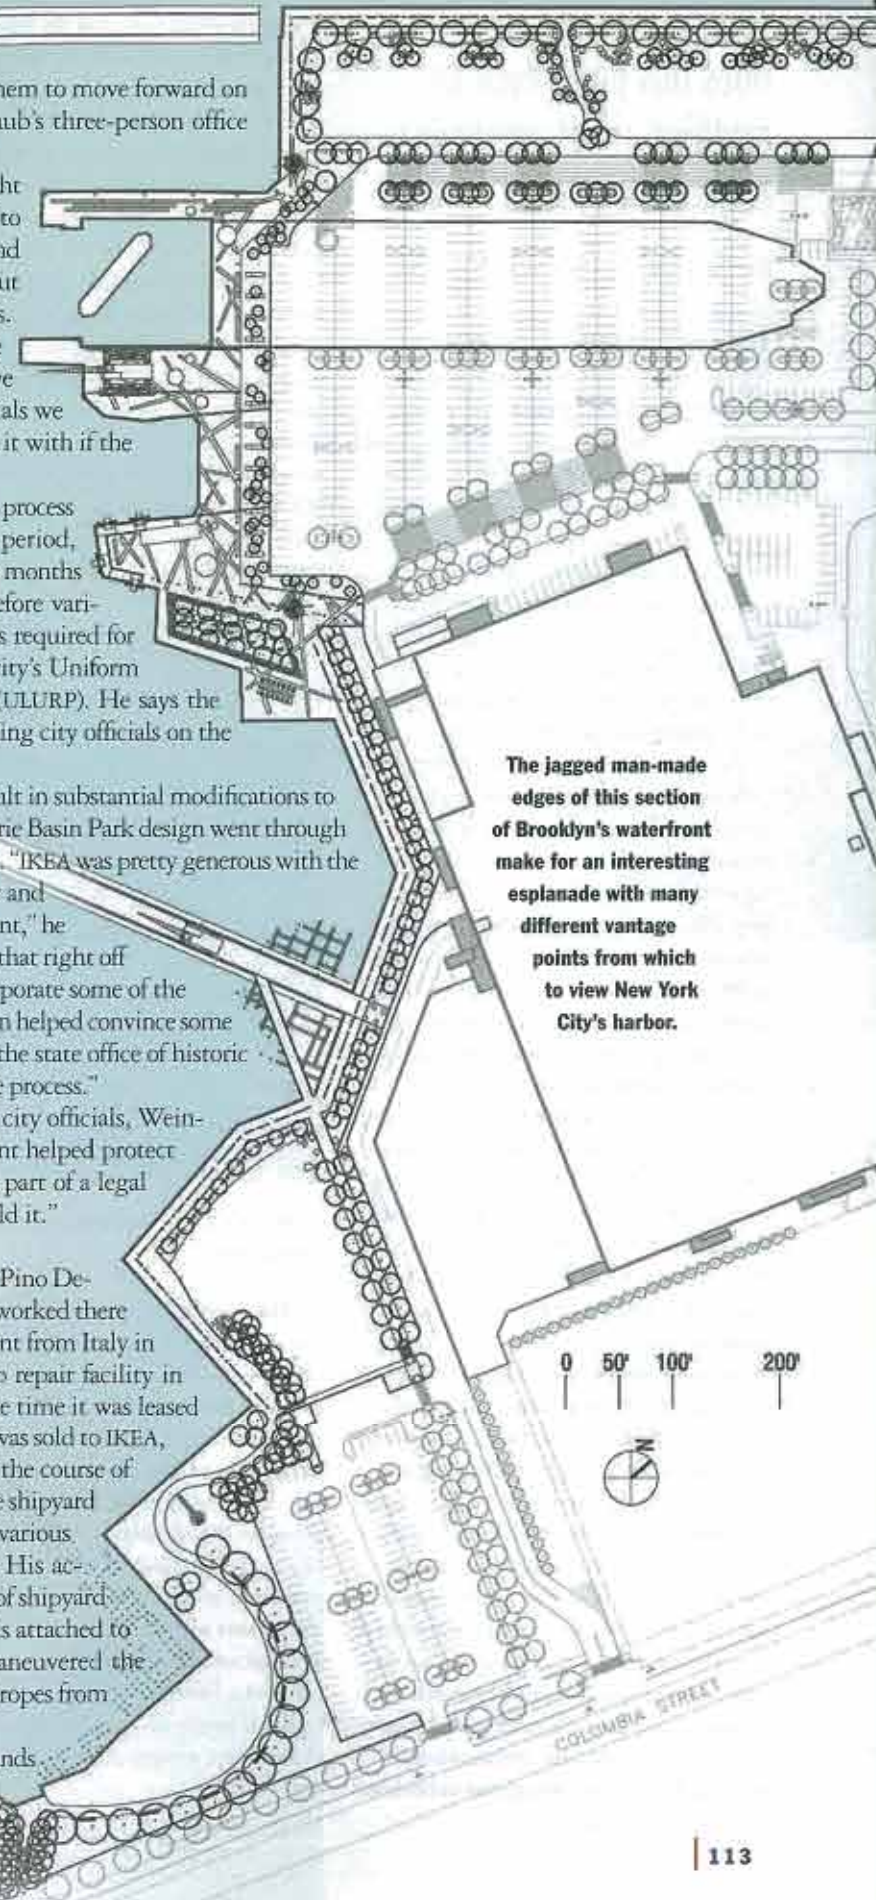 them to move forward on
aub's three-person office
ht
to
nd
ut
s.
e
ve
als we
it with if the
process
period,
months
efore vari-
s required for
ity's Uniform
(ULURP). He says the
ing city officials on the
ult in substantial modifications to
rie Basin Park design went through
. "IKEA was pretty generous with the
and
nt," he
that right off
rporate some of the
n helped convince some
the state office of historic
e process."
city officials, Wein-
nt helped protect
part of a legal
ld it."
Pino De-
worked there
nt from Italy in
p repair facility in
e time it was leased
was sold to IKEA,
the course of
e shipyard
various
His ac-
of shipyard
s attached to
aneuvered the
ropes from
nds
The jagged man-made
edges of this section
of Brooklyn's waterfront
make for an interesting
esplanade with many
different vantage
points from which
to view New York
City's harbor.
0 50' 100' 200'
N
COLOMBIA STREET
113